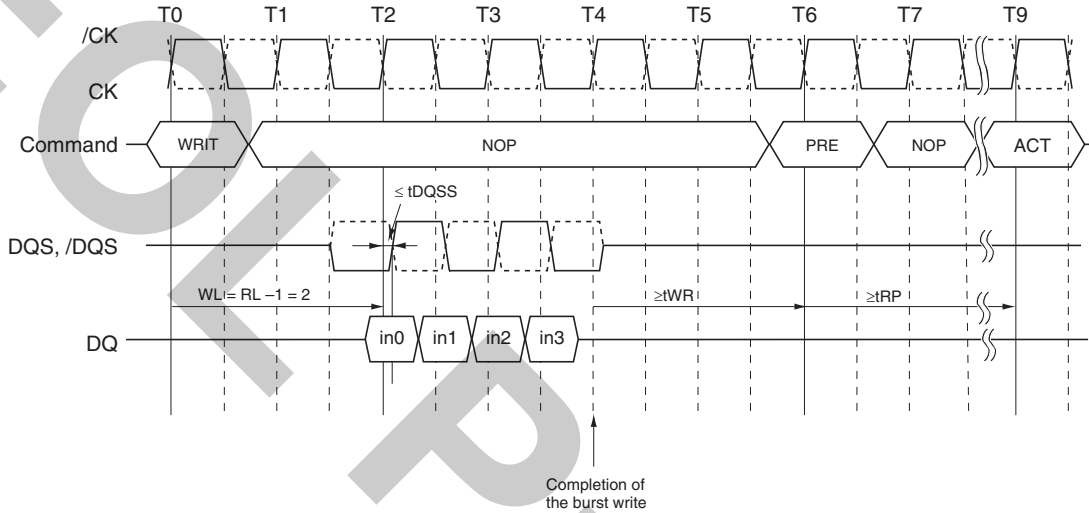 T0 T1 T2 T3 T4 T5 T6 T7 T9
/CK
CK
Command WRIT NOP PRE NOP ACT
≤ tDQSS
DQS, /DQS
WL = RL −1 = 2 ≥tWR ≥tRP
DQ in0 in1 in2 in3
Completion of
the burst write